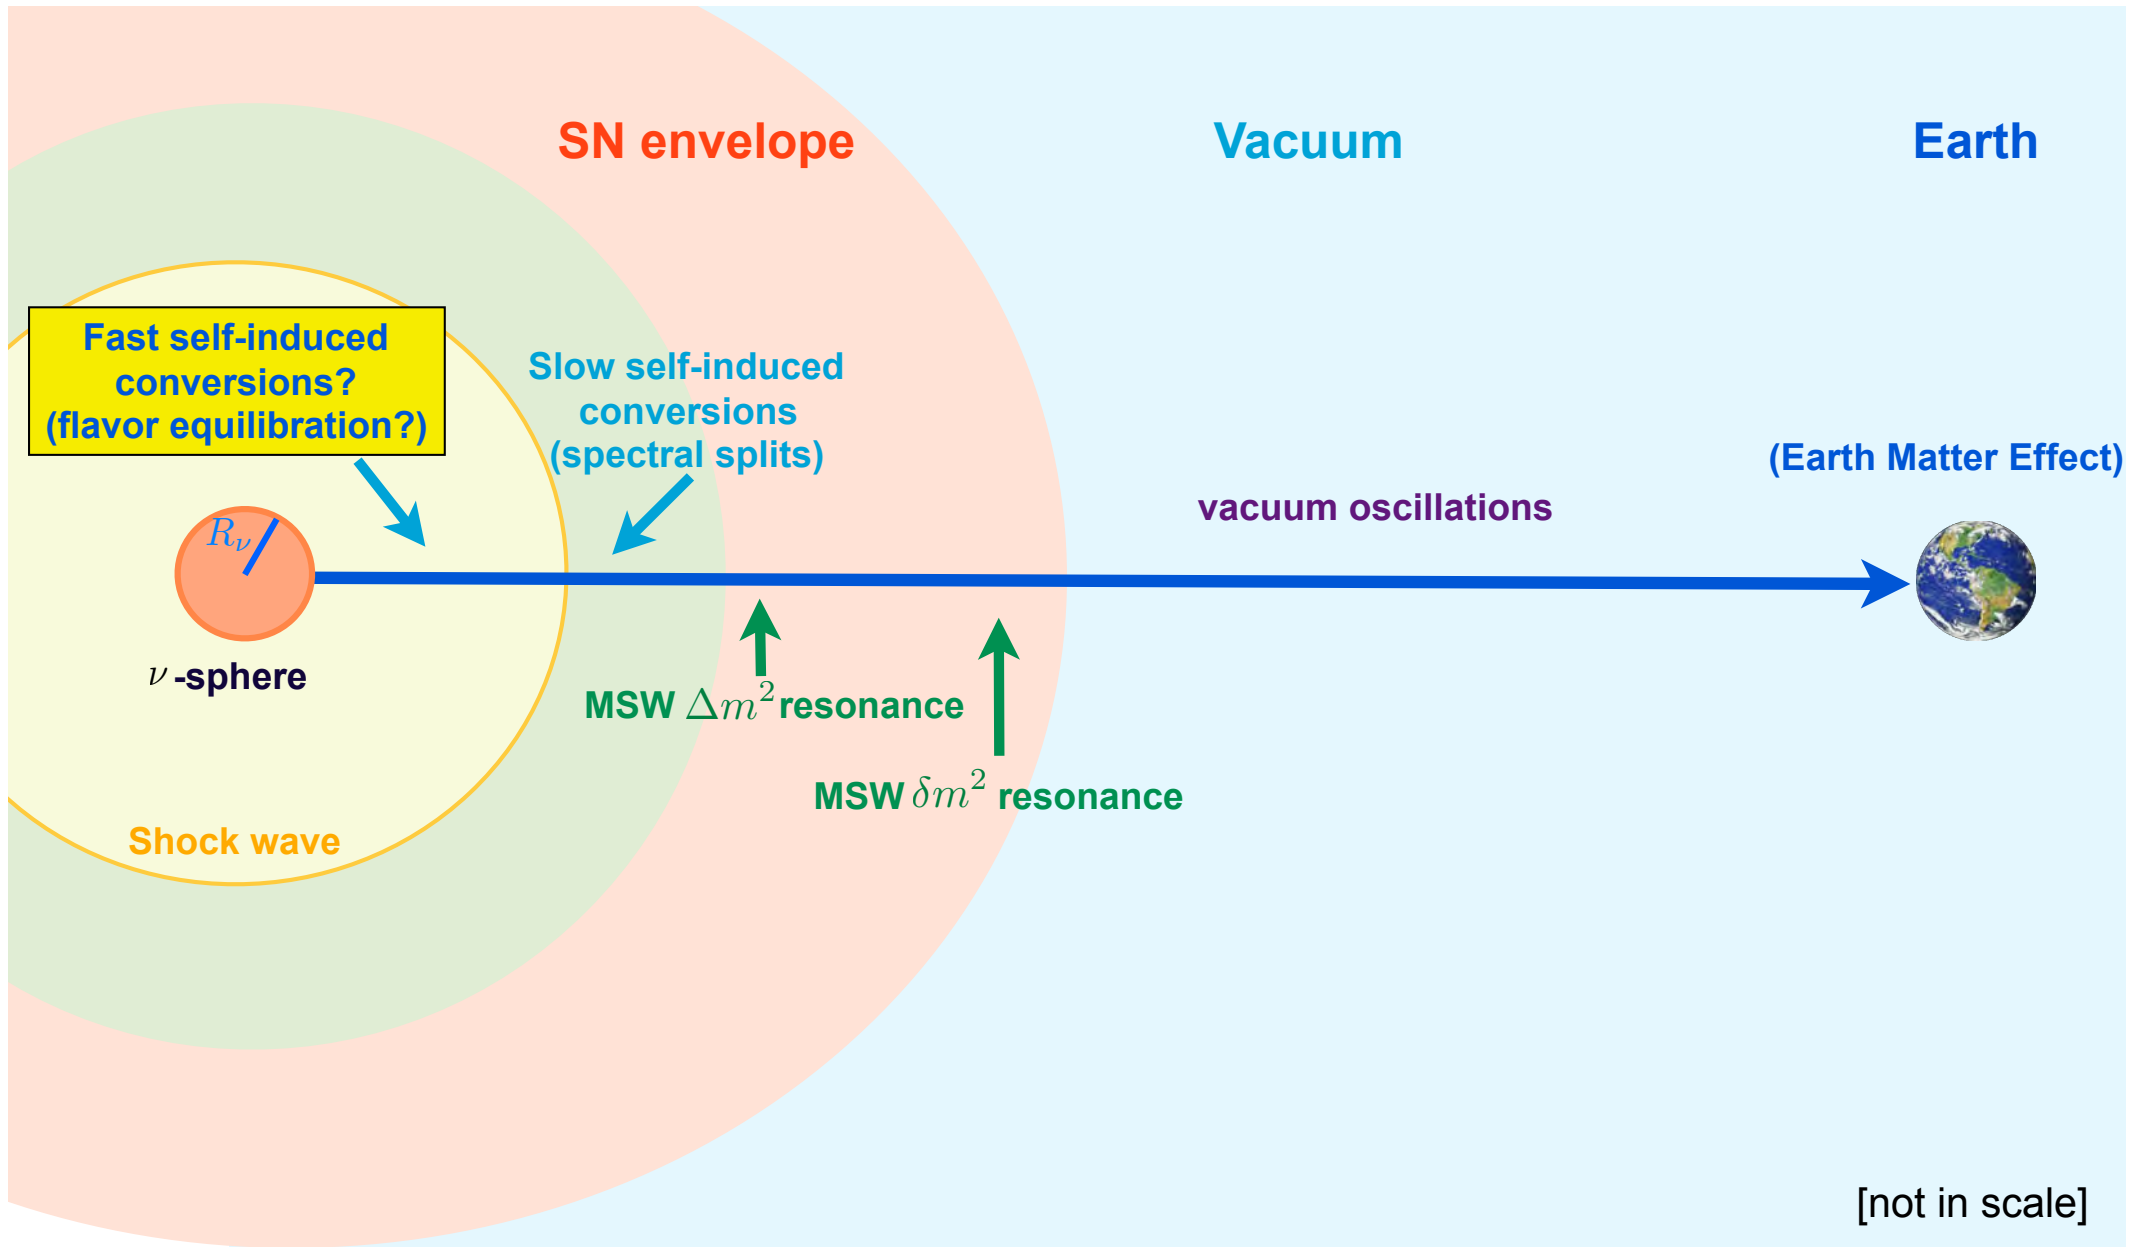 SN envelope
Vacuum
Earth
Fast self-induced
conversions?
(flavor equilibration?)
Slow self-induced
conversions
(spectral splits)
(Earth Matter Effect)
vacuum oscillations
Rν
ν-sphere
MSW Δm² resonance
MSW δm² resonance
Shock wave
[not in scale]